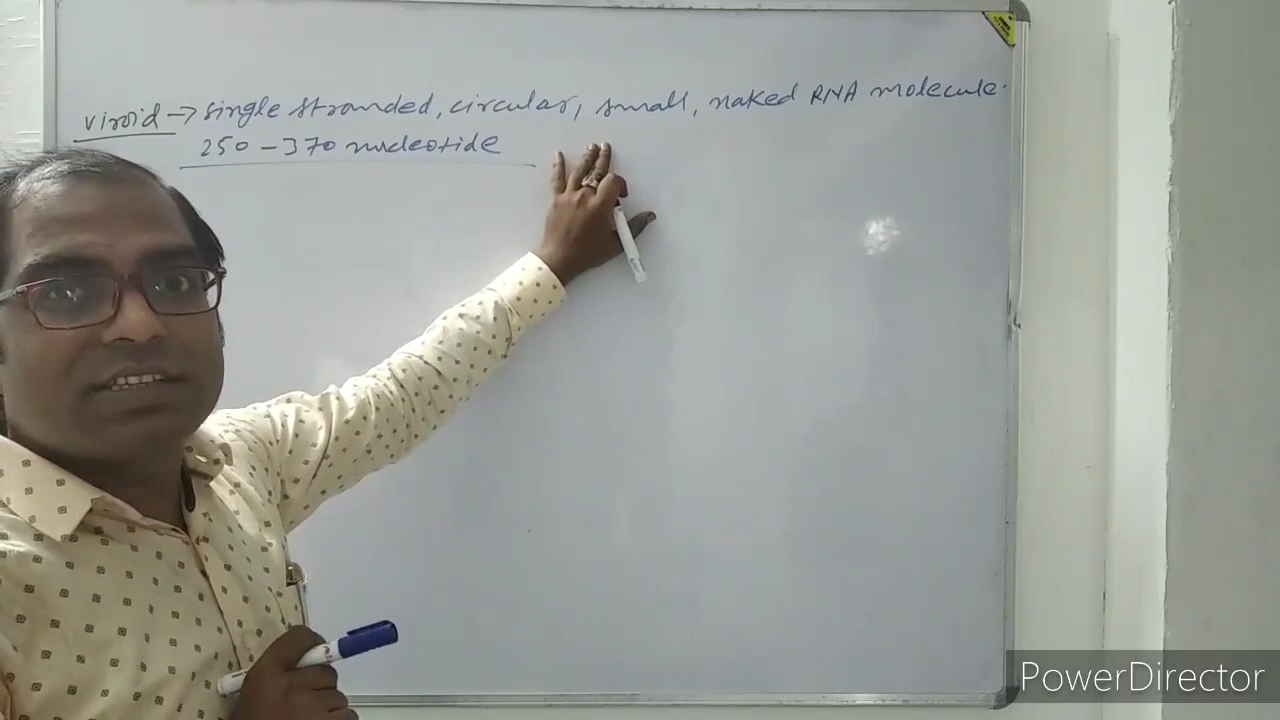 viroid → single stranded, circular, small, naked RNA molecule.
250 - 370 nucleotide
PowerDirector